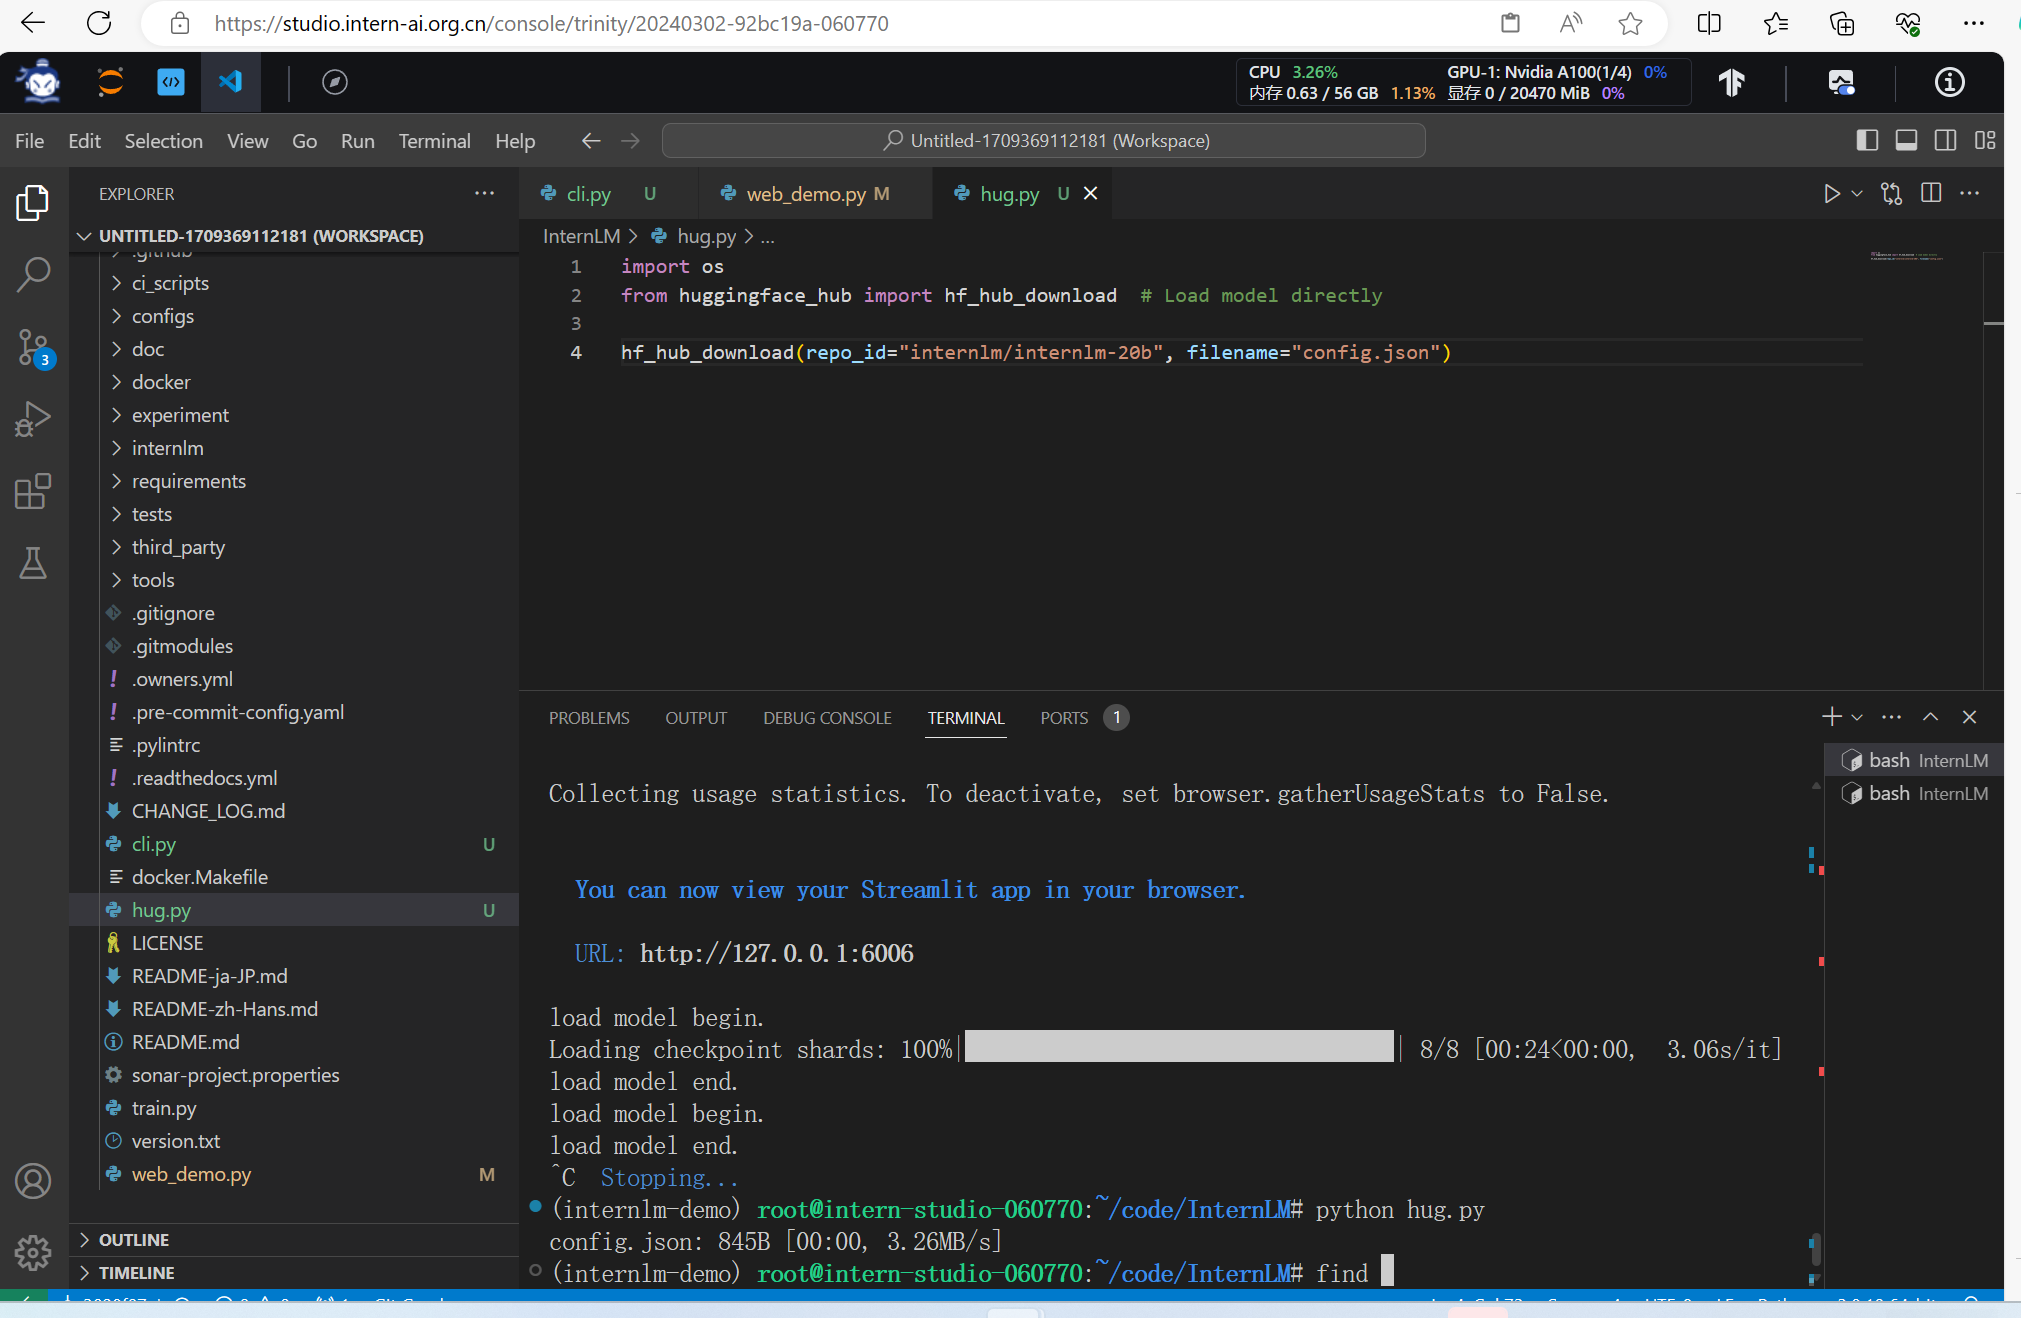 https://studio.intern-ai.org.cn/console/trinity/20240302-92bc19a-060770
CPU 3.26% GPU-1: Nvidia A100(1/4) 0%
内存 0.63 / 56 GB 1.13% 显存 0 / 20470 MiB 0%
File Edit Selection View Go Run Terminal Help
Untitled-1709369112181 (Workspace)
EXPLORER
UNTITLED-1709369112181 (WORKSPACE)
.github
ci_scripts
configs
doc
docker
experiment
internlm
requirements
tests
third_party
tools
.gitignore
.gitmodules
.owners.yml
.pre-commit-config.yaml
.pylintrc
.readthedocs.yml
CHANGE_LOG.md
cli.py U
docker.Makefile
hug.py U
LICENSE
README-ja-JP.md
README-zh-Hans.md
README.md
sonar-project.properties
train.py
version.txt
web_demo.py M
OUTLINE
TIMELINE
3
cli.py U web_demo.py M hug.py U
InternLM > hug.py > ...
1 import os
2 from huggingface_hub import hf_hub_download # Load model directly
3
4 hf_hub_download(repo_id="internlm/internlm-20b", filename="config.json")
PROBLEMS OUTPUT DEBUG CONSOLE TERMINAL PORTS 1
bash InternLM
bash InternLM
Collecting usage statistics. To deactivate, set browser.gatherUsageStats to False.
You can now view your Streamlit app in your browser.
URL: http://127.0.0.1:6006
load model begin.
Loading checkpoint shards: 100%| | 8/8 [00:24<00:00, 3.06s/it]
load model end.
load model begin.
load model end.
^C Stopping...
(internlm-demo) root@intern-studio-060770:~/code/InternLM# python hug.py
config.json: 845B [00:00, 3.26MB/s]
(internlm-demo) root@intern-studio-060770:~/code/InternLM# find